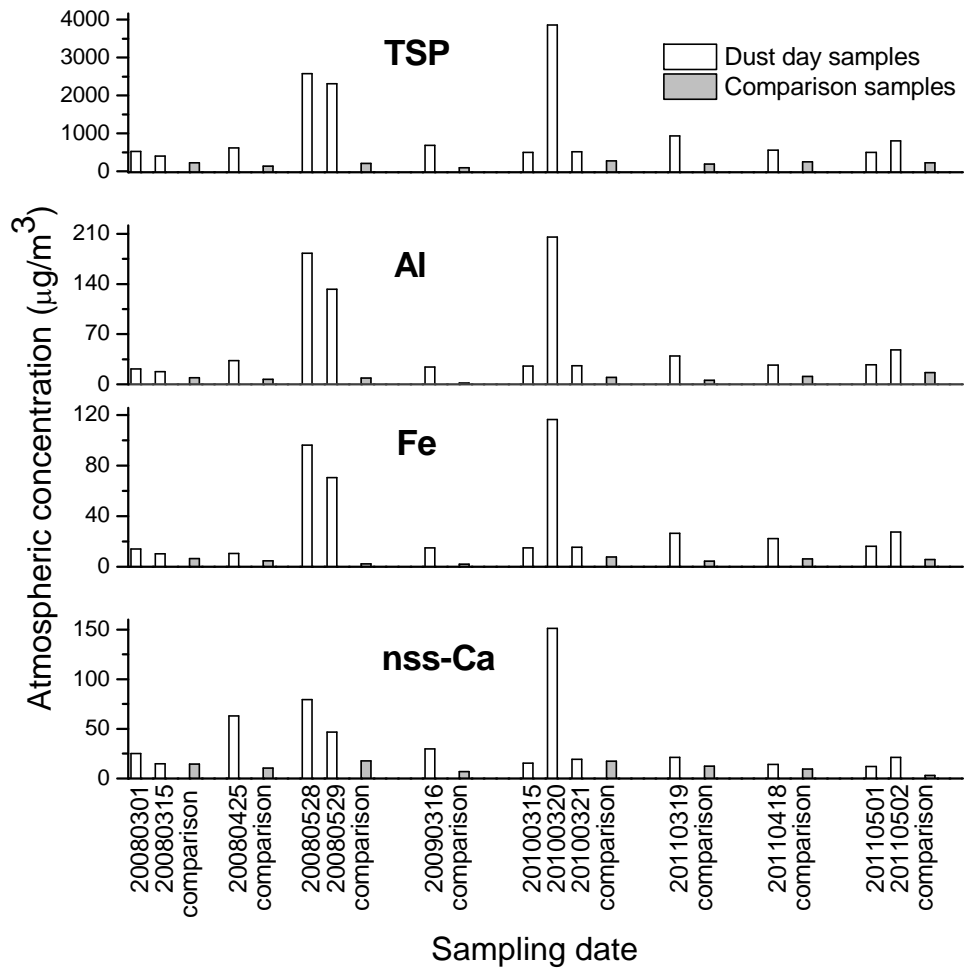 TSP
Dust day samples
Comparison samples
4000
3000
2000
1000
0
Al
210
140
70
0
Fe
120
80
40
0
nss-Ca
150
100
50
0
Atmospheric concentration (μg/m³)
20080301
20080315
comparison
20080425
comparison
20080528
20080529
comparison
20090316
comparison
20100315
20100320
20100321
comparison
20110319
comparison
20110418
comparison
20110501
20110502
comparison
Sampling date